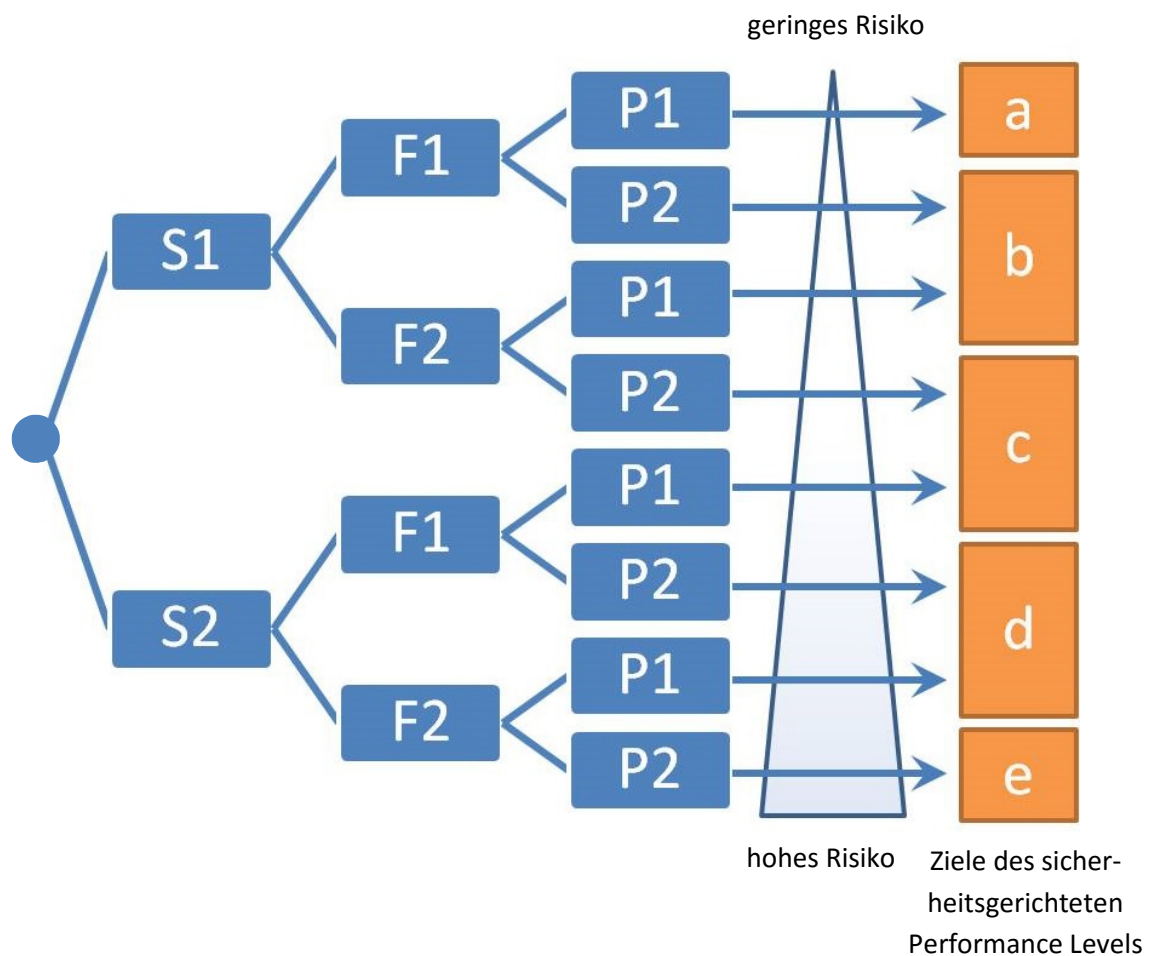 geringes Risiko
P1
a
F1
P2
S1
b
P1
F2
P2
c
P1
F1
P2
S2
d
P1
F2
P2
e
hohes Risiko
Ziele des sicher-
heitsgerichteten
Performance Levels